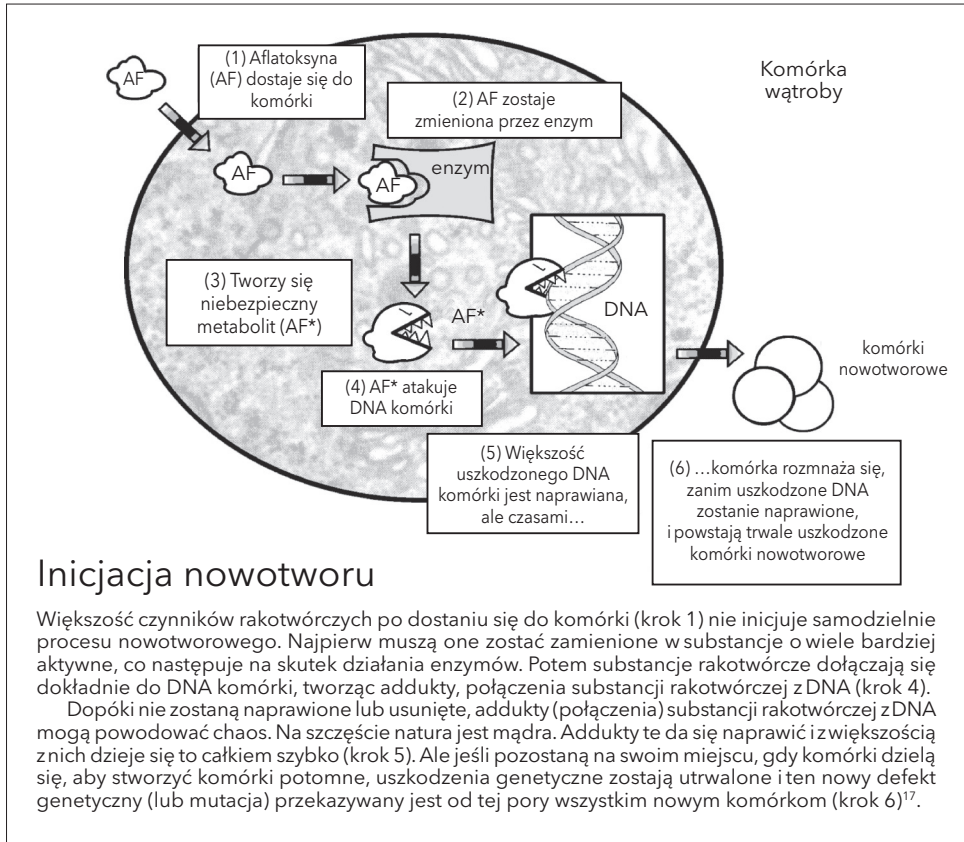 (1) Aflatoksyna
(AF) dostaje się do
komórki
AF
Komórka
wątroby
(2) AF zostaje
zmieniona przez enzym
AF
AF
enzym
(3) Tworzy się
niebezpieczny
metabolit (AF*)
AF*
DNA
(4) AF* atakuje
DNA komórki
komórki
nowotworowe
(5) Większość
uszkodzonego DNA
komórki jest naprawiana,
ale czasami…
(6) …komórka rozmnaża się,
zanim uszkodzone DNA
zostanie naprawione,
i powstają trwale uszkodzone
komórki nowotworowe
Inicjacja nowotworu
Większość czynników rakotwórczych po dostaniu się do komórki (krok 1) nie inicjuje samodzielnie
procesu nowotworowego. Najpierw muszą one zostać zamienione w substancje o wiele bardziej
aktywne, co następuje na skutek działania enzymów. Potem substancje rakotwórcze dołączają się
dokładnie do DNA komórki, tworząc addukty, połączenia substancji rakotwórczej z DNA (krok 4).
Dopóki nie zostaną naprawione lub usunięte, addukty (połączenia) substancji rakotwórczej z DNA
mogą powodować chaos. Na szczęście natura jest mądra. Addukty te da się naprawić i z większością
z nich dzieje się to całkiem szybko (krok 5). Ale jeśli pozostaną na swoim miejscu, gdy komórki dzielą
się, aby stworzyć komórki potomne, uszkodzenia genetyczne zostają utrwalone i ten nowy defekt
genetyczny (lub mutacja) przekazywany jest od tej pory wszystkim nowym komórkom (krok 6)¹⁷.